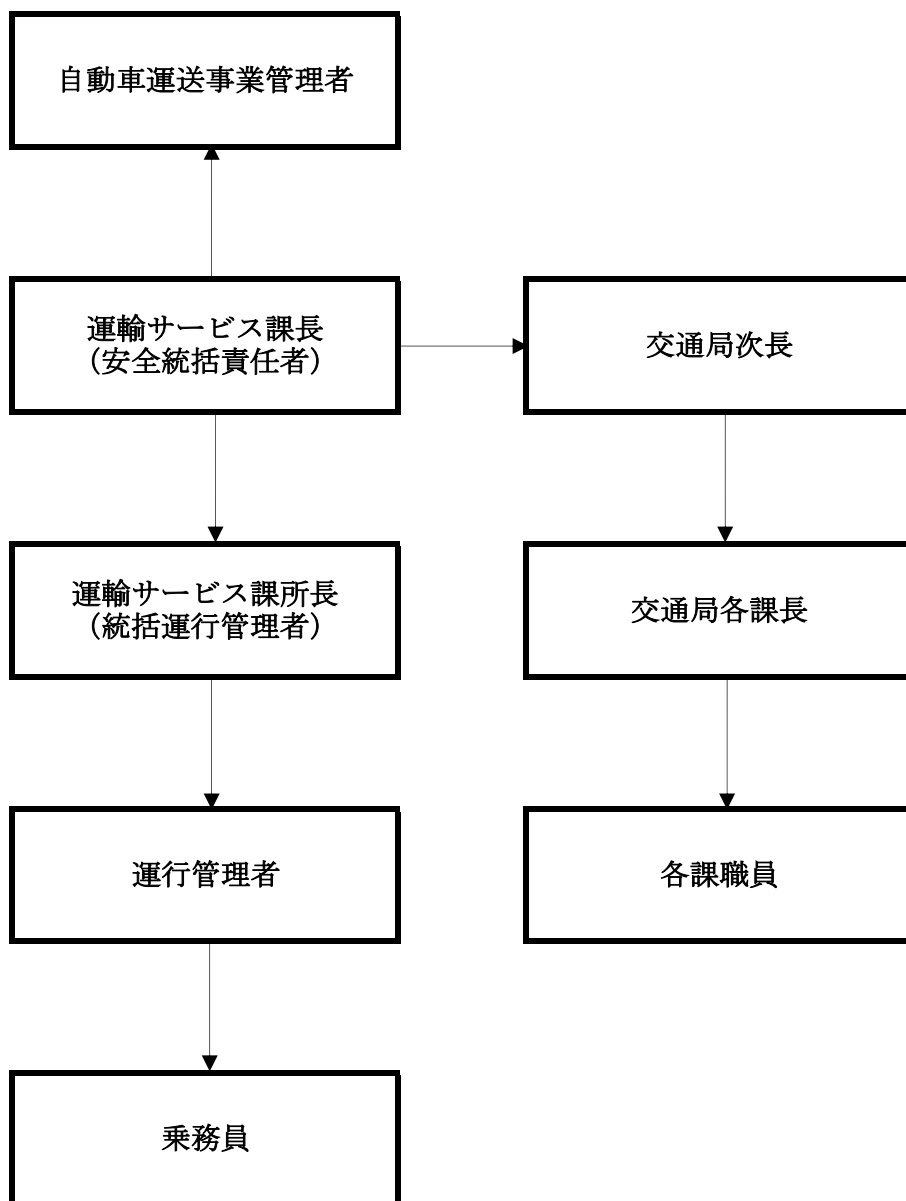 自動車運送事業管理者
運輸サービス課長
（安全統括責任者）
交通局次長
運輸サービス課所長
（統括運行管理者）
交通局各課長
運行管理者
各課職員
乗務員